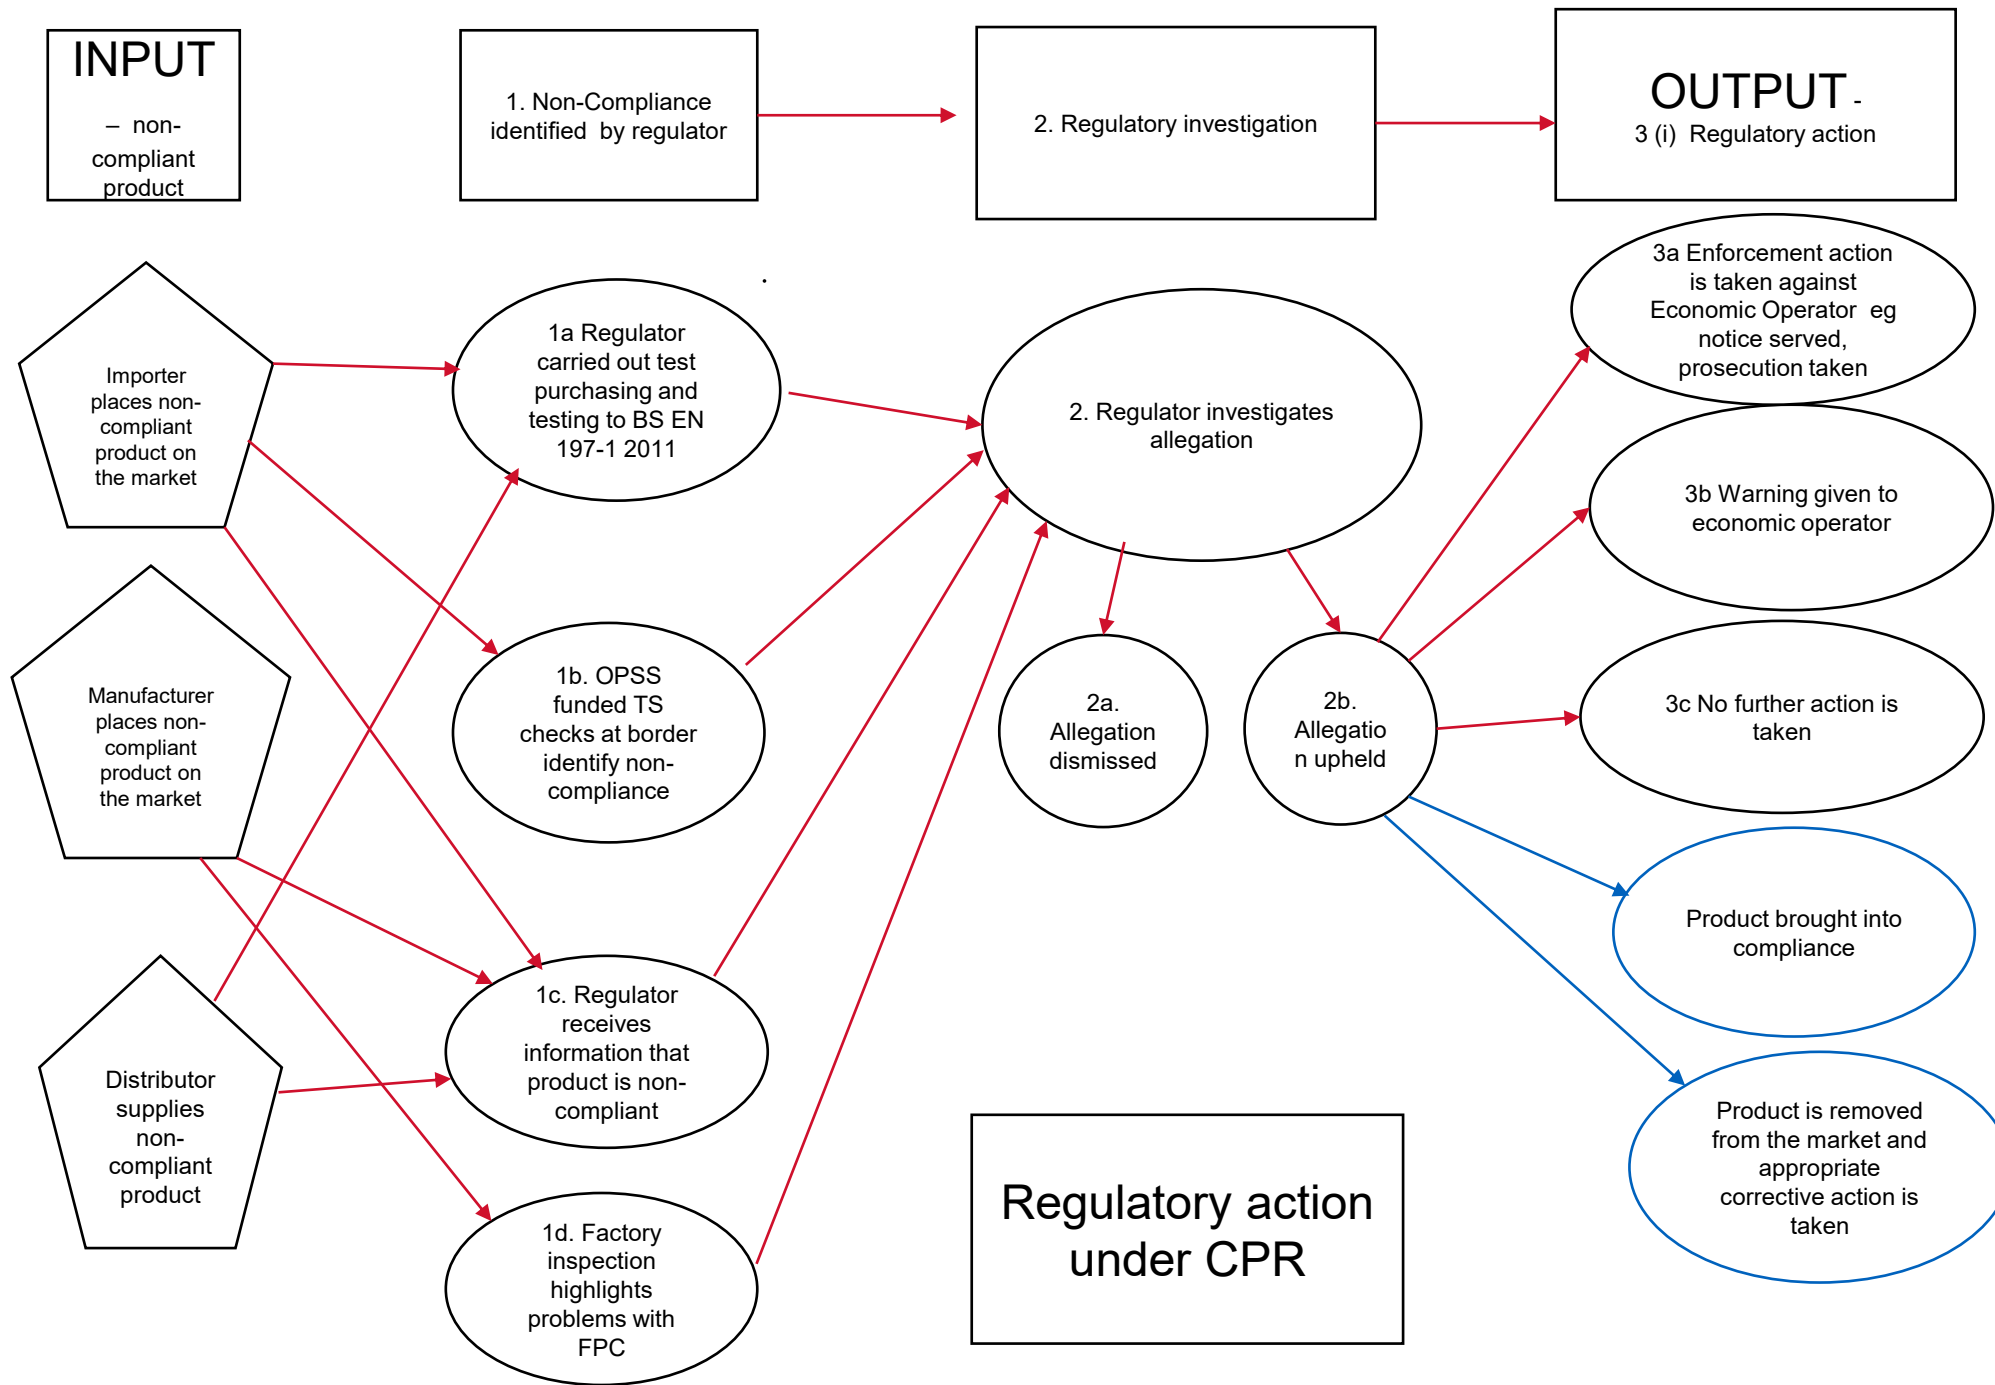 INPUT
– non-
compliant
product
1. Non-Compliance
identified by regulator
2. Regulatory investigation
OUTPUT -
3 (i) Regulatory action
Importer
places non-
compliant
product on
the market
Manufacturer
places non-
compliant
product on
the market
Distributor
supplies
non-
compliant
product
.
1a Regulator
carried out test
purchasing and
testing to BS EN
197-1 2011
1b. OPSS
funded TS
checks at border
identify non-
compliance
1c. Regulator
receives
information that
product is non-
compliant
1d. Factory
inspection
highlights
problems with
FPC
2. Regulator investigates
allegation
2a.
Allegation
dismissed
2b.
Allegatio
n upheld
3a Enforcement action
is taken against
Economic Operator eg
notice served,
prosecution taken
3b Warning given to
economic operator
3c No further action is
taken
Product brought into
compliance
Product is removed
from the market and
appropriate
corrective action is
taken
Regulatory action
under CPR